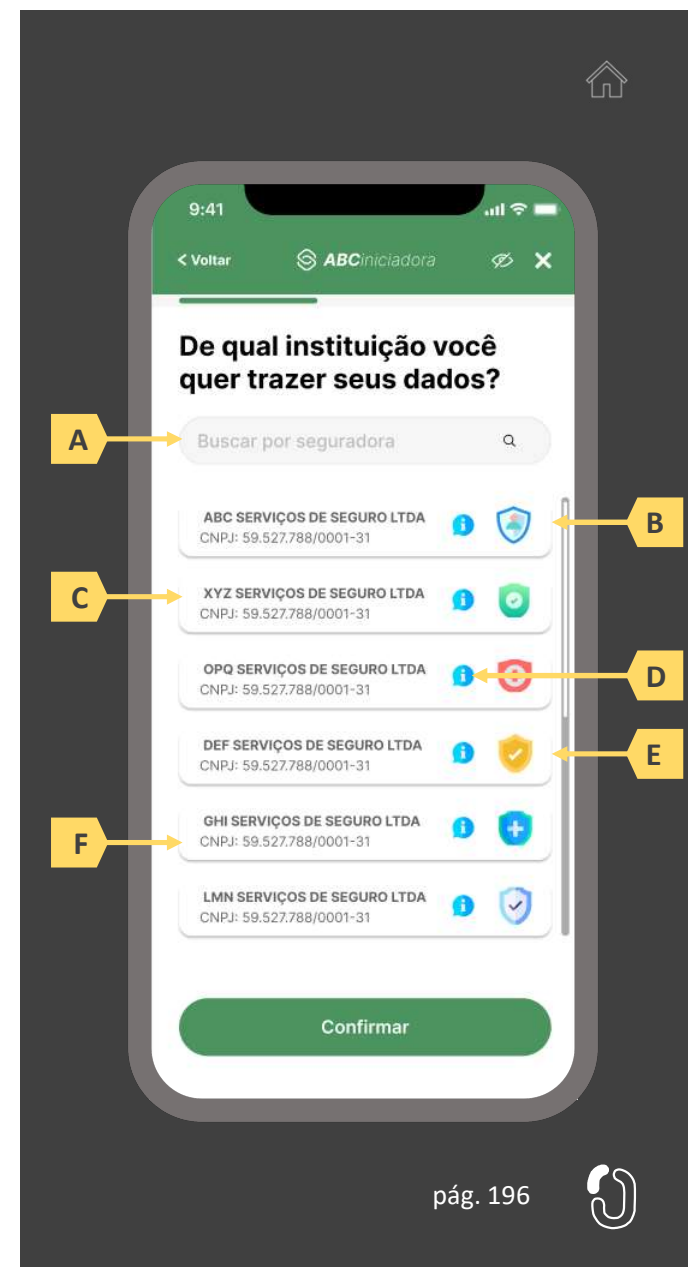 9:41
< Voltar
ABCiniciadora
De qual instituição você
quer trazer seus dados?
A
Buscar por seguradora
ABC SERVIÇOS DE SEGURO LTDA
CNPJ: 59.527.788/0001-31
B
C
XYZ SERVIÇOS DE SEGURO LTDA
CNPJ: 59.527.788/0001-31
OPQ SERVIÇOS DE SEGURO LTDA
CNPJ: 59.527.788/0001-31
D
DEF SERVIÇOS DE SEGURO LTDA
CNPJ: 59.527.788/0001-31
E
F
GHI SERVIÇOS DE SEGURO LTDA
CNPJ: 59.527.788/0001-31
LMN SERVIÇOS DE SEGURO LTDA
CNPJ: 59.527.788/0001-31
Confirmar
pág. 196